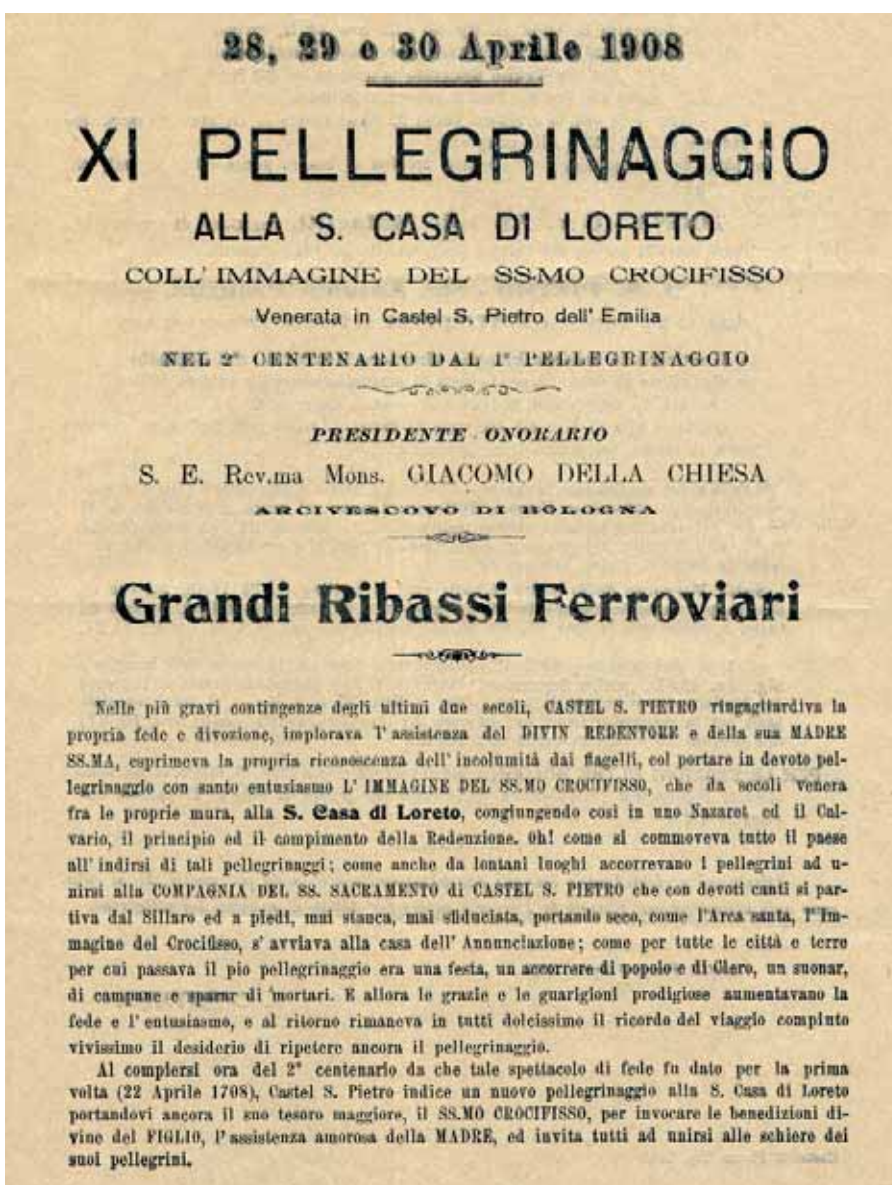 28, 29 e 30 Aprile 1908
XI PELLEGRINAGGIO
ALLA S. CASA DI LORETO
COLL' IMMAGINE DEL SS.MO CROCIFISSO
Venerata in Castel S. Pietro dell' Emilia
NEL 2° CENTENARIO DAL 1° PELLEGRINAGGIO
PRESIDENTE ONORARIO
S. E. Rev.ma Mons. GIACOMO DELLA CHIESA
ARCIVESCOVO DI BOLOGNA
Grandi Ribassi Ferroviari
Nelle più gravi contingenze degli ultimi due secoli, CASTEL S. PIETRO ringagliardiva la
propria fede e divozione, implorava l' assistenza del DIVIN REDENTORE e della sua MADRE
SS.MA, esprimeva la propria riconoscenza dell' incolumità dai flagelli, col portare in devoto pel-
legrinaggio con santo entusiasmo L' IMMAGINE DEL SS.MO CROCIFISSO, che da secoli venera
fra le proprie mura, alla S. Casa di Loreto, congiungendo così in uno Nazaret ed il Cal-
vario, il principio ed il compimento della Redenzione. Oh! come si commoveva tutto il paese
all' indirsi di tali pellegrinaggi; come anche da lontani luoghi accorrevano i pellegrini ad u-
nirsi alla COMPAGNIA DEL SS. SACRAMENTO di CASTEL S. PIETRO che con devoti canti si par-
tiva dal Sillaro ed a piedi, mai stanca, mai sfiduciata, portando seco, come l'Arca santa, l'Im-
magine del Crocifisso, s' avviava alla casa dell' Annunciazione; come per tutte le città e terre
per cui passava il pio pellegrinaggio era una festa, un accorrere di popolo e di Clero, un suonar,
di campane e sparar di mortari. E allora le grazie e le guarigioni prodigiose aumentavano la
fede e l' entusiasmo, e al ritorno rimaneva in tutti dolcissimo il ricordo del viaggio compiuto
vivissimo il desiderio di ripetere ancora il pellegrinaggio.
Al compiersi ora del 2° centenario da che tale spettacolo di fede fu dato per la prima
volta (22 Aprile 1708), Castel S. Pietro indice un nuovo pellegrinaggio alla S. Casa di Loreto
portandovi ancora il suo tesoro maggiore, il SS.MO CROCIFISSO, per invocare le benedizioni di-
vine del FIGLIO, l' assistenza amorosa della MADRE, ed invita tutti ad unirsi alle schiere dei
suoi pellegrini.